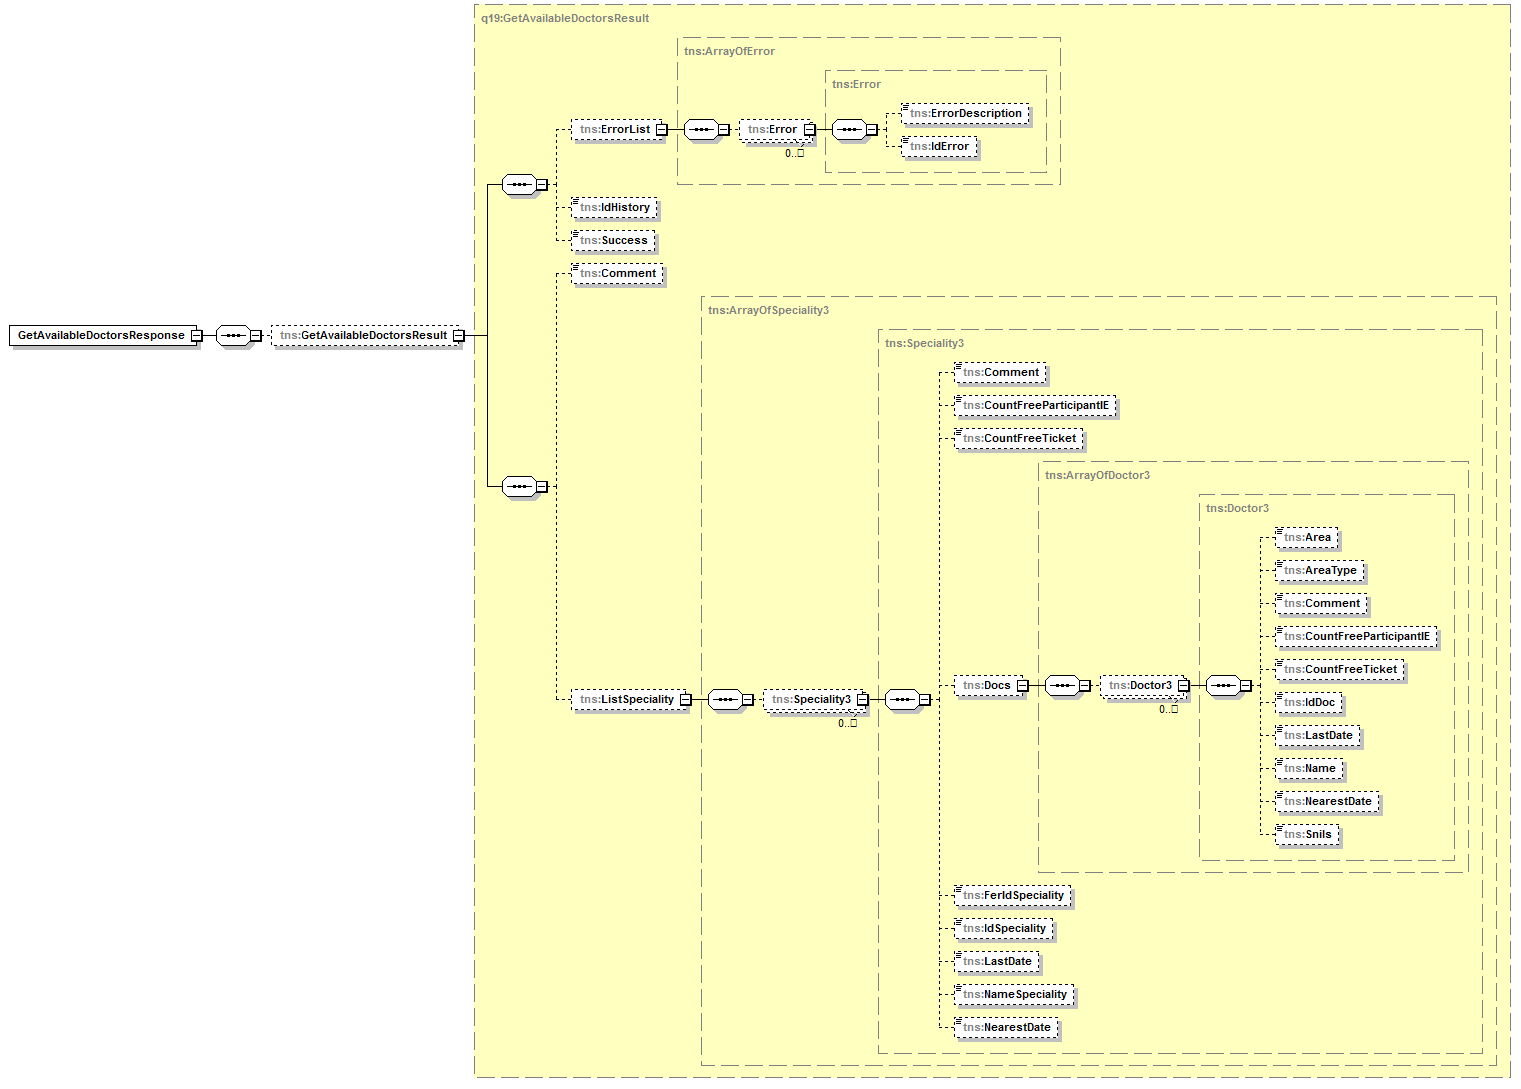 q19:GetAvailableDoctorsResult
tns:ArrayOfError
tns:Error
tns:ErrorDescription
tns:ErrorList
tns:Error
0..□
tns:IdError
tns:IdHistory
tns:Success
tns:Comment
GetAvailableDoctorsResponse
tns:GetAvailableDoctorsResult
tns:ArrayOfSpeciality3
tns:Speciality3
tns:Comment
tns:CountFreeParticipantIE
tns:CountFreeTicket
tns:ArrayOfDoctor3
tns:Doctor3
tns:Area
tns:AreaType
tns:Comment
tns:CountFreeParticipantIE
tns:CountFreeTicket
tns:ListSpeciality
tns:Speciality3
0..□
tns:Docs
tns:Doctor3
0..□
tns:IdDoc
tns:LastDate
tns:Name
tns:NearestDate
tns:Snils
tns:FerIdSpeciality
tns:IdSpeciality
tns:LastDate
tns:NameSpeciality
tns:NearestDate